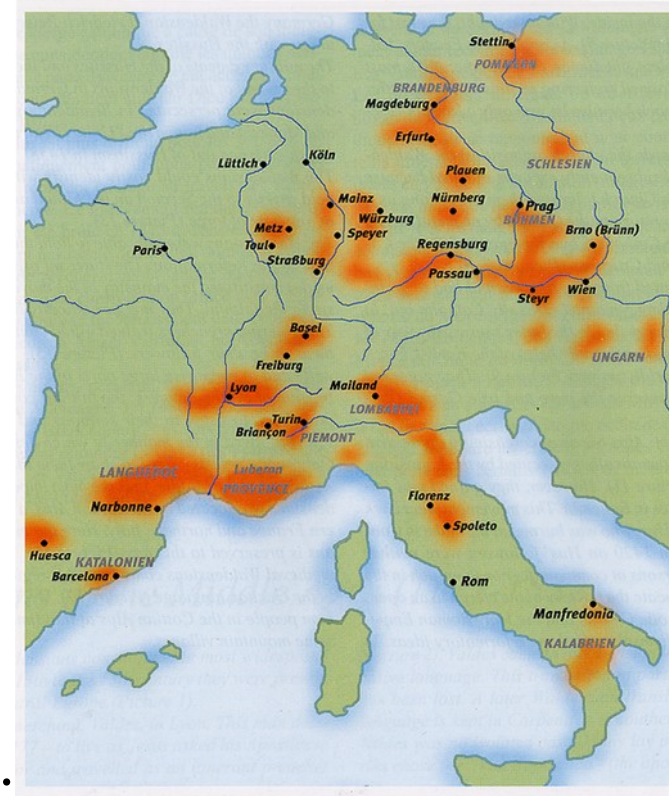 Stettin
POMMERN
BRANDENBURG
Magdeburg
Erfurt
SCHLESIEN
Lüttich
Köln
Plauen
Mainz
Nürnberg
Würzburg
Prag
BÖHMEN
Metz
Speyer
Brno (Brünn)
Toul
Paris
Regensburg
Straßburg
Passau
Steyr
Wien
Basel
UNGARN
Freiburg
Lyon
Mailand
LOMBARDEI
Turin
Briançon
PIEMONT
LANGUEDOC
Luberon
PROVENCE
Narbonne
Florenz
Spoleto
Huesca
KATALONIEN
Barcelona
Rom
Manfredonia
KALABRIEN